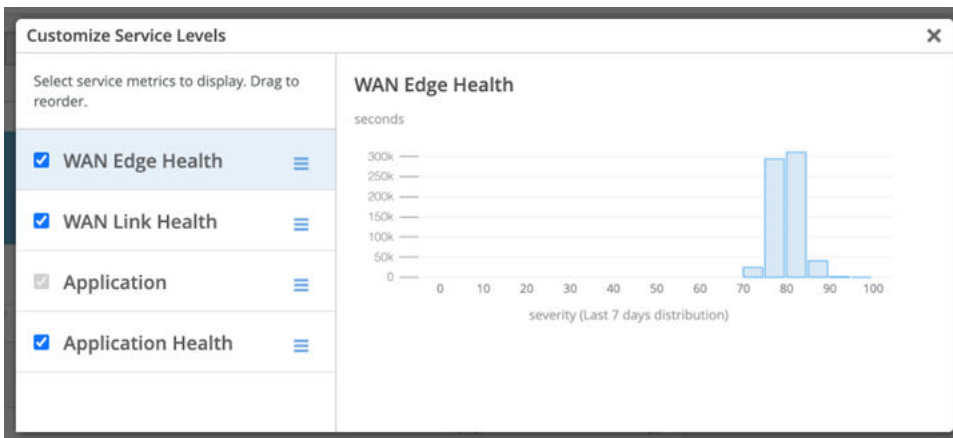 Customize Service Levels
Select service metrics to display. Drag to
reorder.
WAN Edge Health
WAN Link Health
Application
Application Health
WAN Edge Health
seconds
300k
250k
200k
150k
100k
50k
0
0 10 20 30 40 50 60 70 80 90 100
severity (Last 7 days distribution)